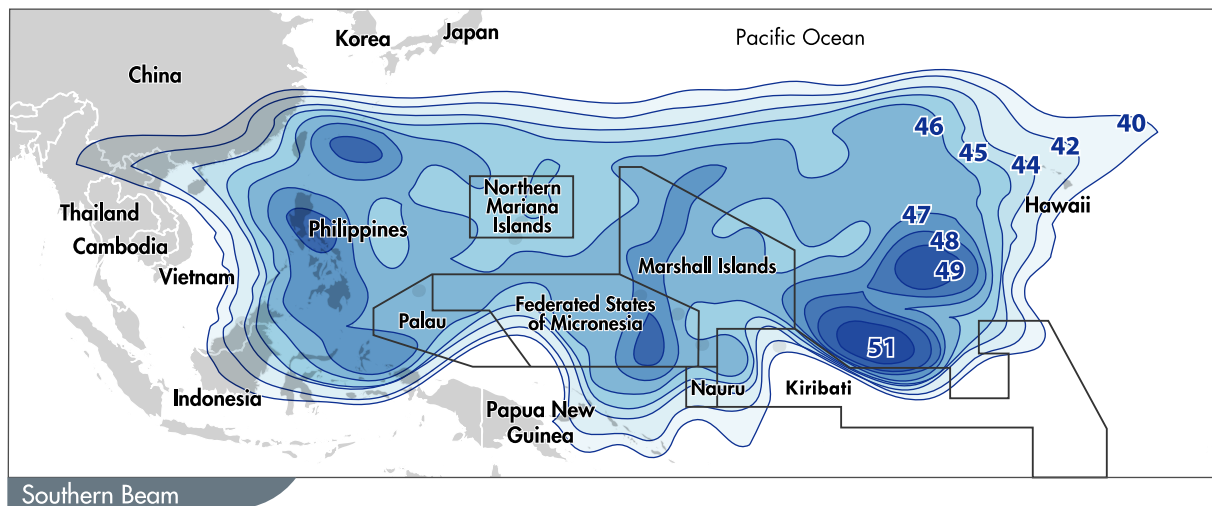 Korea
Japan
Pacific Ocean
China
40
46
42
45
44
Northern
Mariana
Islands
Hawaii
Thailand
Philippines
47
Cambodia
48
Vietnam
Marshall Islands
49
Federated States
of Micronesia
Palau
51
Nauru
Kiribati
Indonesia
Papua New
Guinea
Southern Beam